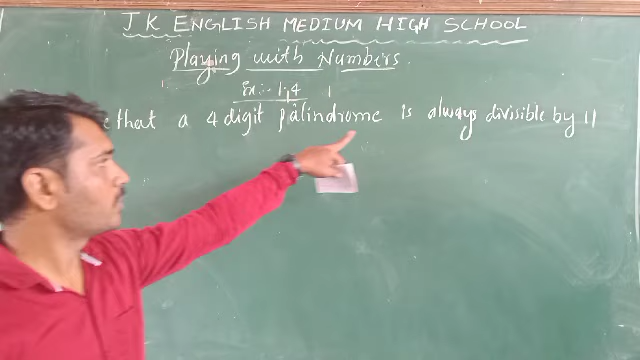 J K ENGLISH MEDIUM HIGH SCHOOL
Playing with Numbers.
Ex:- 1.4 1
that a 4 digit palindrome is always divisible by 11